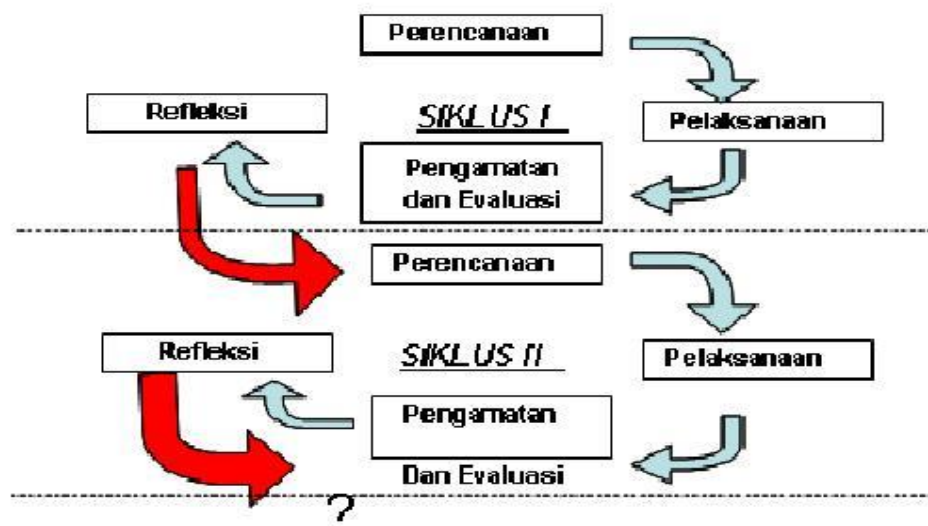 Perencanaan
Refleksi
SIKLUS I
Pelaksanaan
Pengamatan
dan Evaluasi
Perencanaan
Refleksi
SIKLUS II
Pelaksanaan
Pengamatan
Dan Evaluasi
?